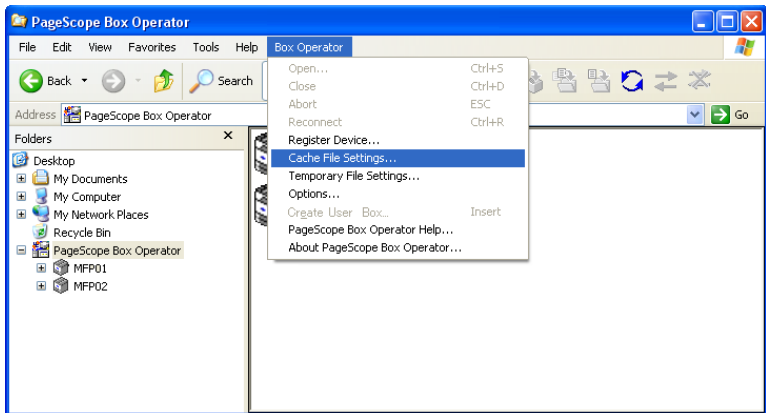 PageScope Box Operator
File Edit View Favorites Tools Help Box Operator
Back Search
Address PageScope Box Operator Go
Folders x
Desktop
My Documents
My Computer
My Network Places
Recycle Bin
PageScope Box Operator
MFP01
MFP02
Open... Ctrl+S
Close Ctrl+D
Abort ESC
Reconnect Ctrl+R
Register Device...
Cache File Settings...
Temporary File Settings...
Options...
Create User Box... Insert
PageScope Box Operator Help...
About PageScope Box Operator...